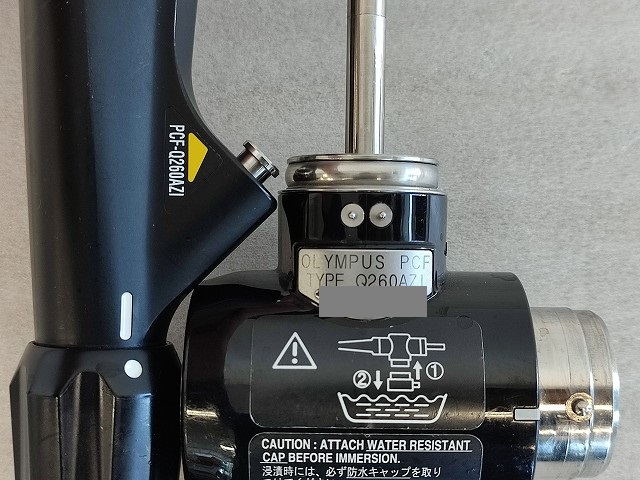 PCF-Q260AZI
OLYMPUS PCF
TYPE Q260AZI
①
②
CAUTION : ATTACH WATER RESISTANT
CAP BEFORE IMMERSION.
浸漬時には、必ず防水キャップを取り